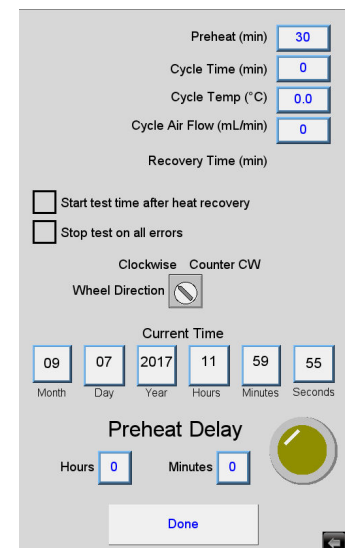 Preheat (min) 30
Cycle Time (min) 0
Cycle Temp (°C) 0.0
Cycle Air Flow (mL/min) 0
Recovery Time (min)
Start test time after heat recovery
Stop test on all errors
Clockwise Counter CW
Wheel Direction
Current Time
09 07 2017 11 59 55
Month Day Year Hours Minutes Seconds
Preheat Delay
Hours 0 Minutes 0
Done